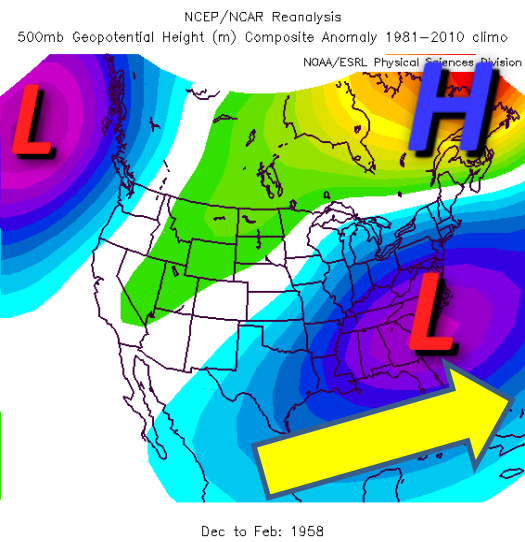 NCEP/NCAR Reanalysis
500mb Geopotential Height (m) Composite Anomaly 1981−2010 climo
NOAA/ESRL Physical Sciences Division
H
L
L
Dec to Feb: 1958